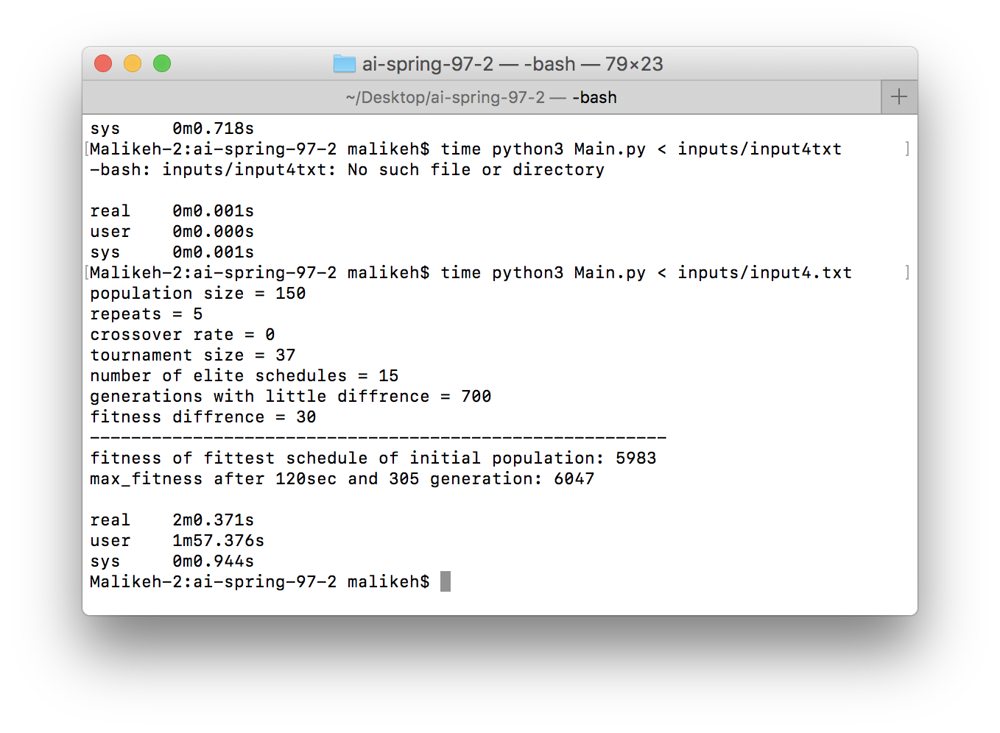 ai-spring-97-2 — -bash — 79×23
~/Desktop/ai-spring-97-2 — -bash
+
sys     0m0.718s
[Malikeh-2:ai-spring-97-2 malikeh$ time python3 Main.py < inputs/input4txt      ]
-bash: inputs/input4txt: No such file or directory

real    0m0.001s
user    0m0.000s
sys     0m0.001s
[Malikeh-2:ai-spring-97-2 malikeh$ time python3 Main.py < inputs/input4.txt     ]
population size = 150
repeats = 5
crossover rate = 0
tournament size = 37
number of elite schedules = 15
generations with little diffrence = 700
fitness diffrence = 30
--------------------------------------------------------
fitness of fittest schedule of initial population: 5983
max_fitness after 120sec and 305 generation: 6047

real    2m0.371s
user    1m57.376s
sys     0m0.944s
Malikeh-2:ai-spring-97-2 malikeh$